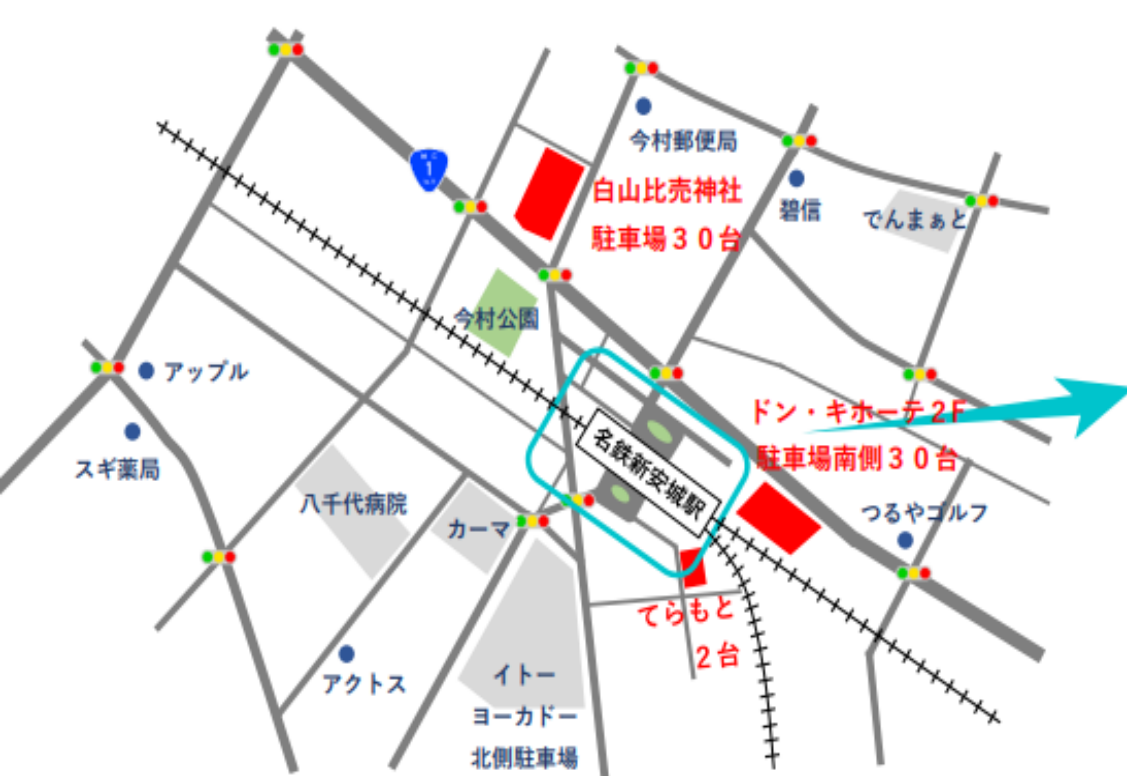 今村郵便局
1
白山比売神社
駐車場３０台
碧信
でんまぁと
今村公園
アップル
スギ薬局
ドン・キホーテ２Ｆ
駐車場南側３０台
名鉄新安城駅
八千代病院
カーマ
つるやゴルフ
てらもと
２台
アクトス
イトー
ヨーカドー
北側駐車場